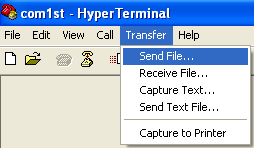 com1st - HyperTerminal
File Edit View Call Transfer Help
Send File...
Receive File...
Capture Text...
Send Text File...
Capture to Printer